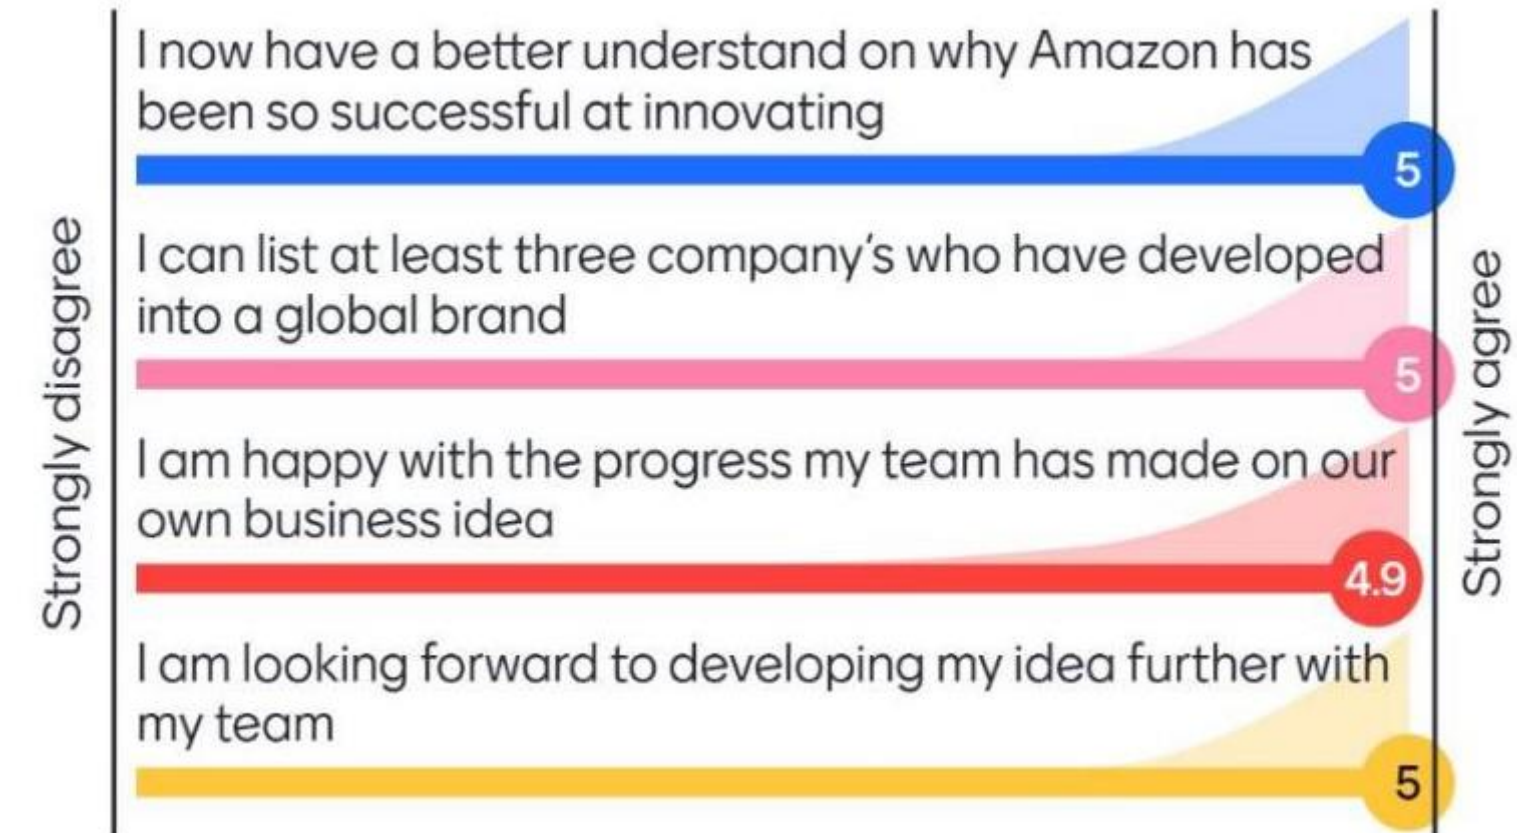 I now have a better understand on why Amazon has
been so successful at innovating
5
I can list at least three company's who have developed
into a global brand
5
I am happy with the progress my team has made on our
own business idea
4.9
I am looking forward to developing my idea further with
my team
5
Strongly disagree
Strongly agree